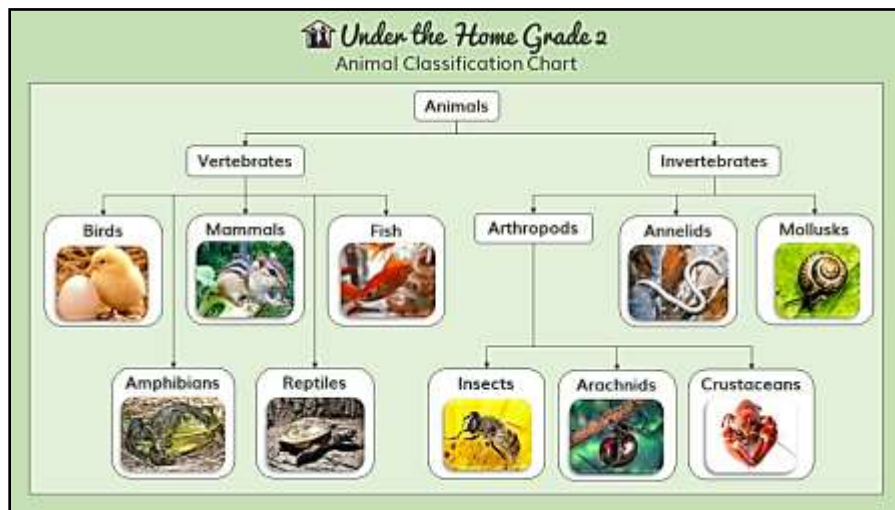 Under the Home Grade 2
Animal Classification Chart
Animals
Vertebrates
Invertebrates
Birds
Mammals
Fish
Arthropods
Annelids
Mollusks
Amphibians
Reptiles
Insects
Arachnids
Crustaceans